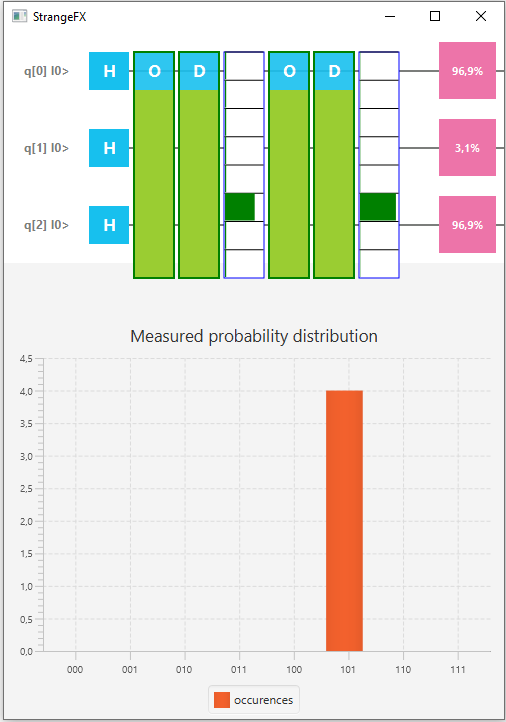 StrangeFX
q[0] I0> H O D O D 96,9%
q[1] I0> H 3,1%
q[2] I0> H 96,9%
Measured probability distribution
4,5
4,0
3,5
3,0
2,5
2,0
1,5
1,0
0,5
0,0
000 001 010 011 100 101 110 111
occurences